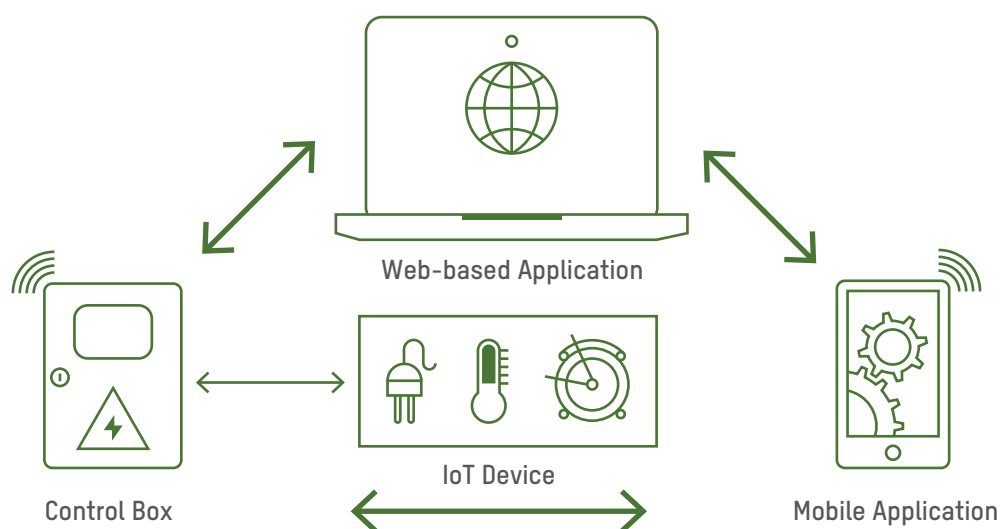 Web-based Application
IoT Device
Control Box
Mobile Application